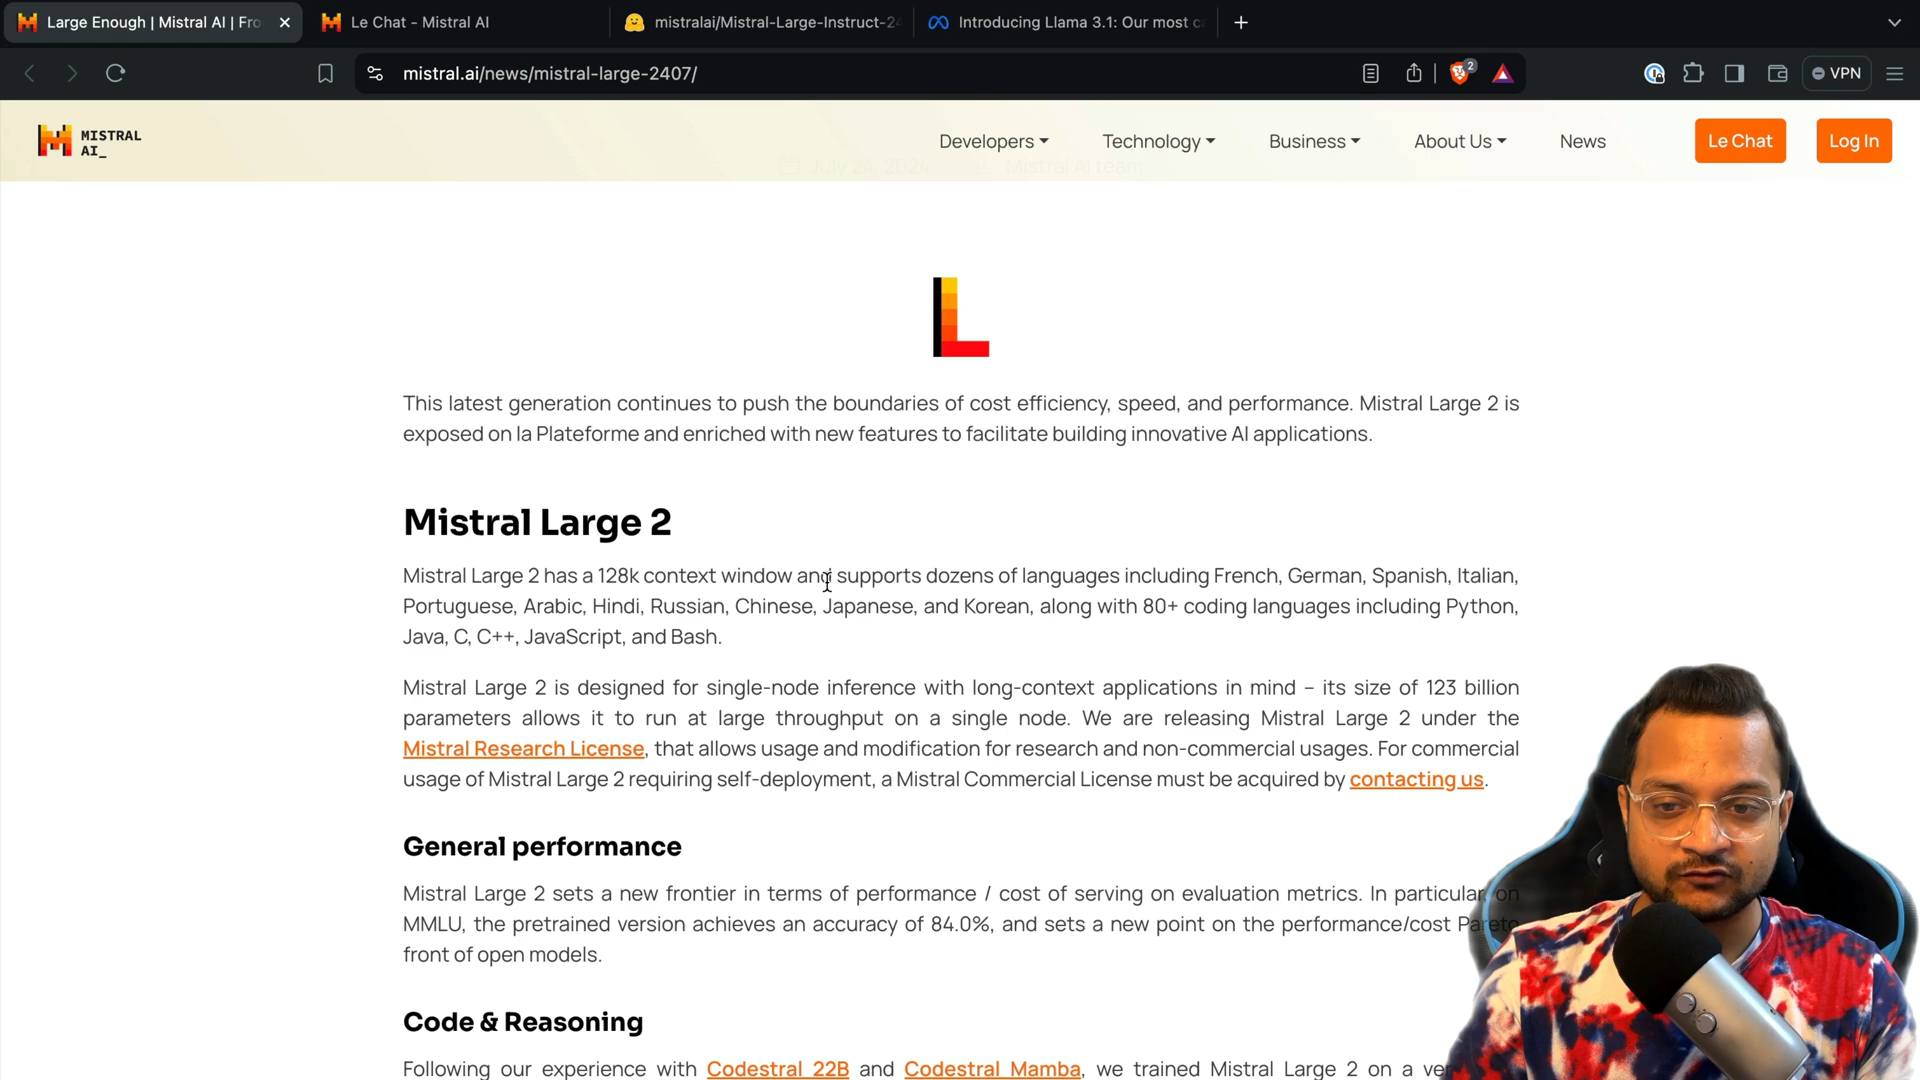 Large Enough | Mistral AI | Fro
Le Chat - Mistral AI
mistralai/Mistral-Large-Instruct-24
Introducing Llama 3.1: Our most c
mistral.ai/news/mistral-large-2407/
2
VPN
MISTRAL
AI_
Developers
Technology
Business
About Us
News
Le Chat
Log In
July 24, 2024
Mistral AI team
This latest generation continues to push the boundaries of cost efficiency, speed, and performance. Mistral Large 2 is
exposed on la Plateforme and enriched with new features to facilitate building innovative AI applications.
Mistral Large 2
Mistral Large 2 has a 128k context window and supports dozens of languages including French, German, Spanish, Italian,
Portuguese, Arabic, Hindi, Russian, Chinese, Japanese, and Korean, along with 80+ coding languages including Python,
Java, C, C++, JavaScript, and Bash.
Mistral Large 2 is designed for single-node inference with long-context applications in mind – its size of 123 billion
parameters allows it to run at large throughput on a single node. We are releasing Mistral Large 2 under the
Mistral Research License, that allows usage and modification for research and non-commercial usages. For commercial
usage of Mistral Large 2 requiring self-deployment, a Mistral Commercial License must be acquired by contacting us.
General performance
Mistral Large 2 sets a new frontier in terms of performance / cost of serving on evaluation metrics. In particular, on
MMLU, the pretrained version achieves an accuracy of 84.0%, and sets a new point on the performance/cost Pareto
front of open models.
Code & Reasoning
Following our experience with Codestral 22B and Codestral Mamba, we trained Mistral Large 2 on a